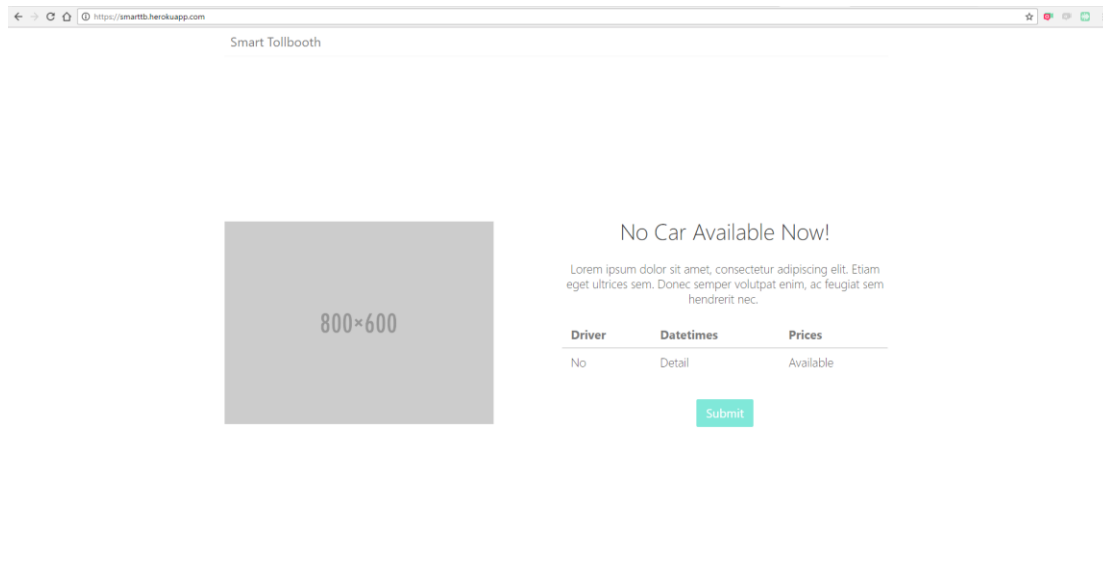 https://smarttb.herokuapp.com
Smart Tollbooth
800×600
No Car Available Now!
Lorem ipsum dolor sit amet, consectetur adipiscing elit. Etiam
eget ultrices sem. Donec semper volutpat enim, ac feugiat sem
hendrerit nec.
Driver Datetimes Prices
No Detail Available
Submit